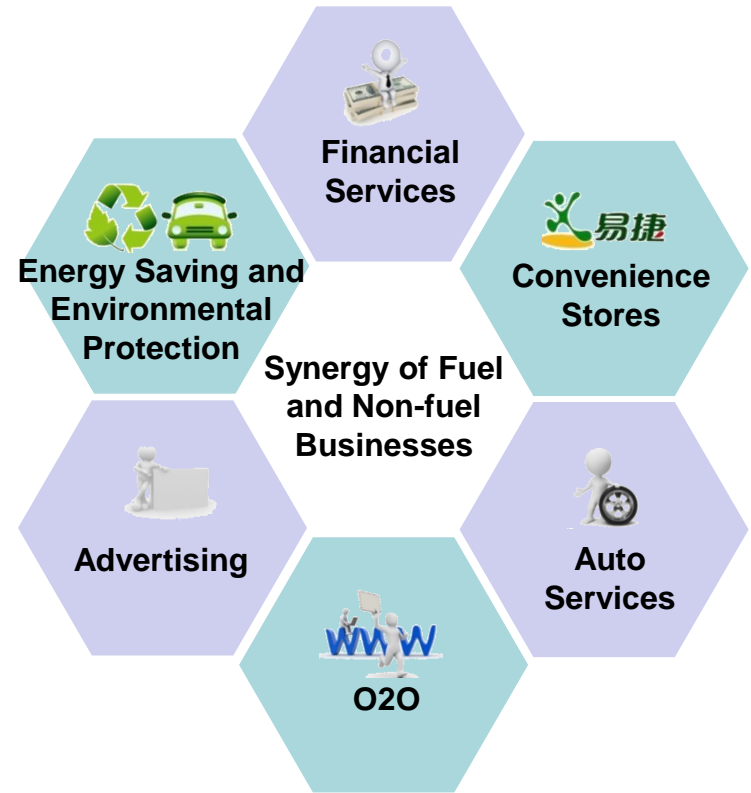 Financial
Services
易捷
Convenience
Stores
Energy Saving and
Environmental
Protection
Synergy of Fuel
and Non-fuel
Businesses
Advertising
Auto
Services
WWW
O2O